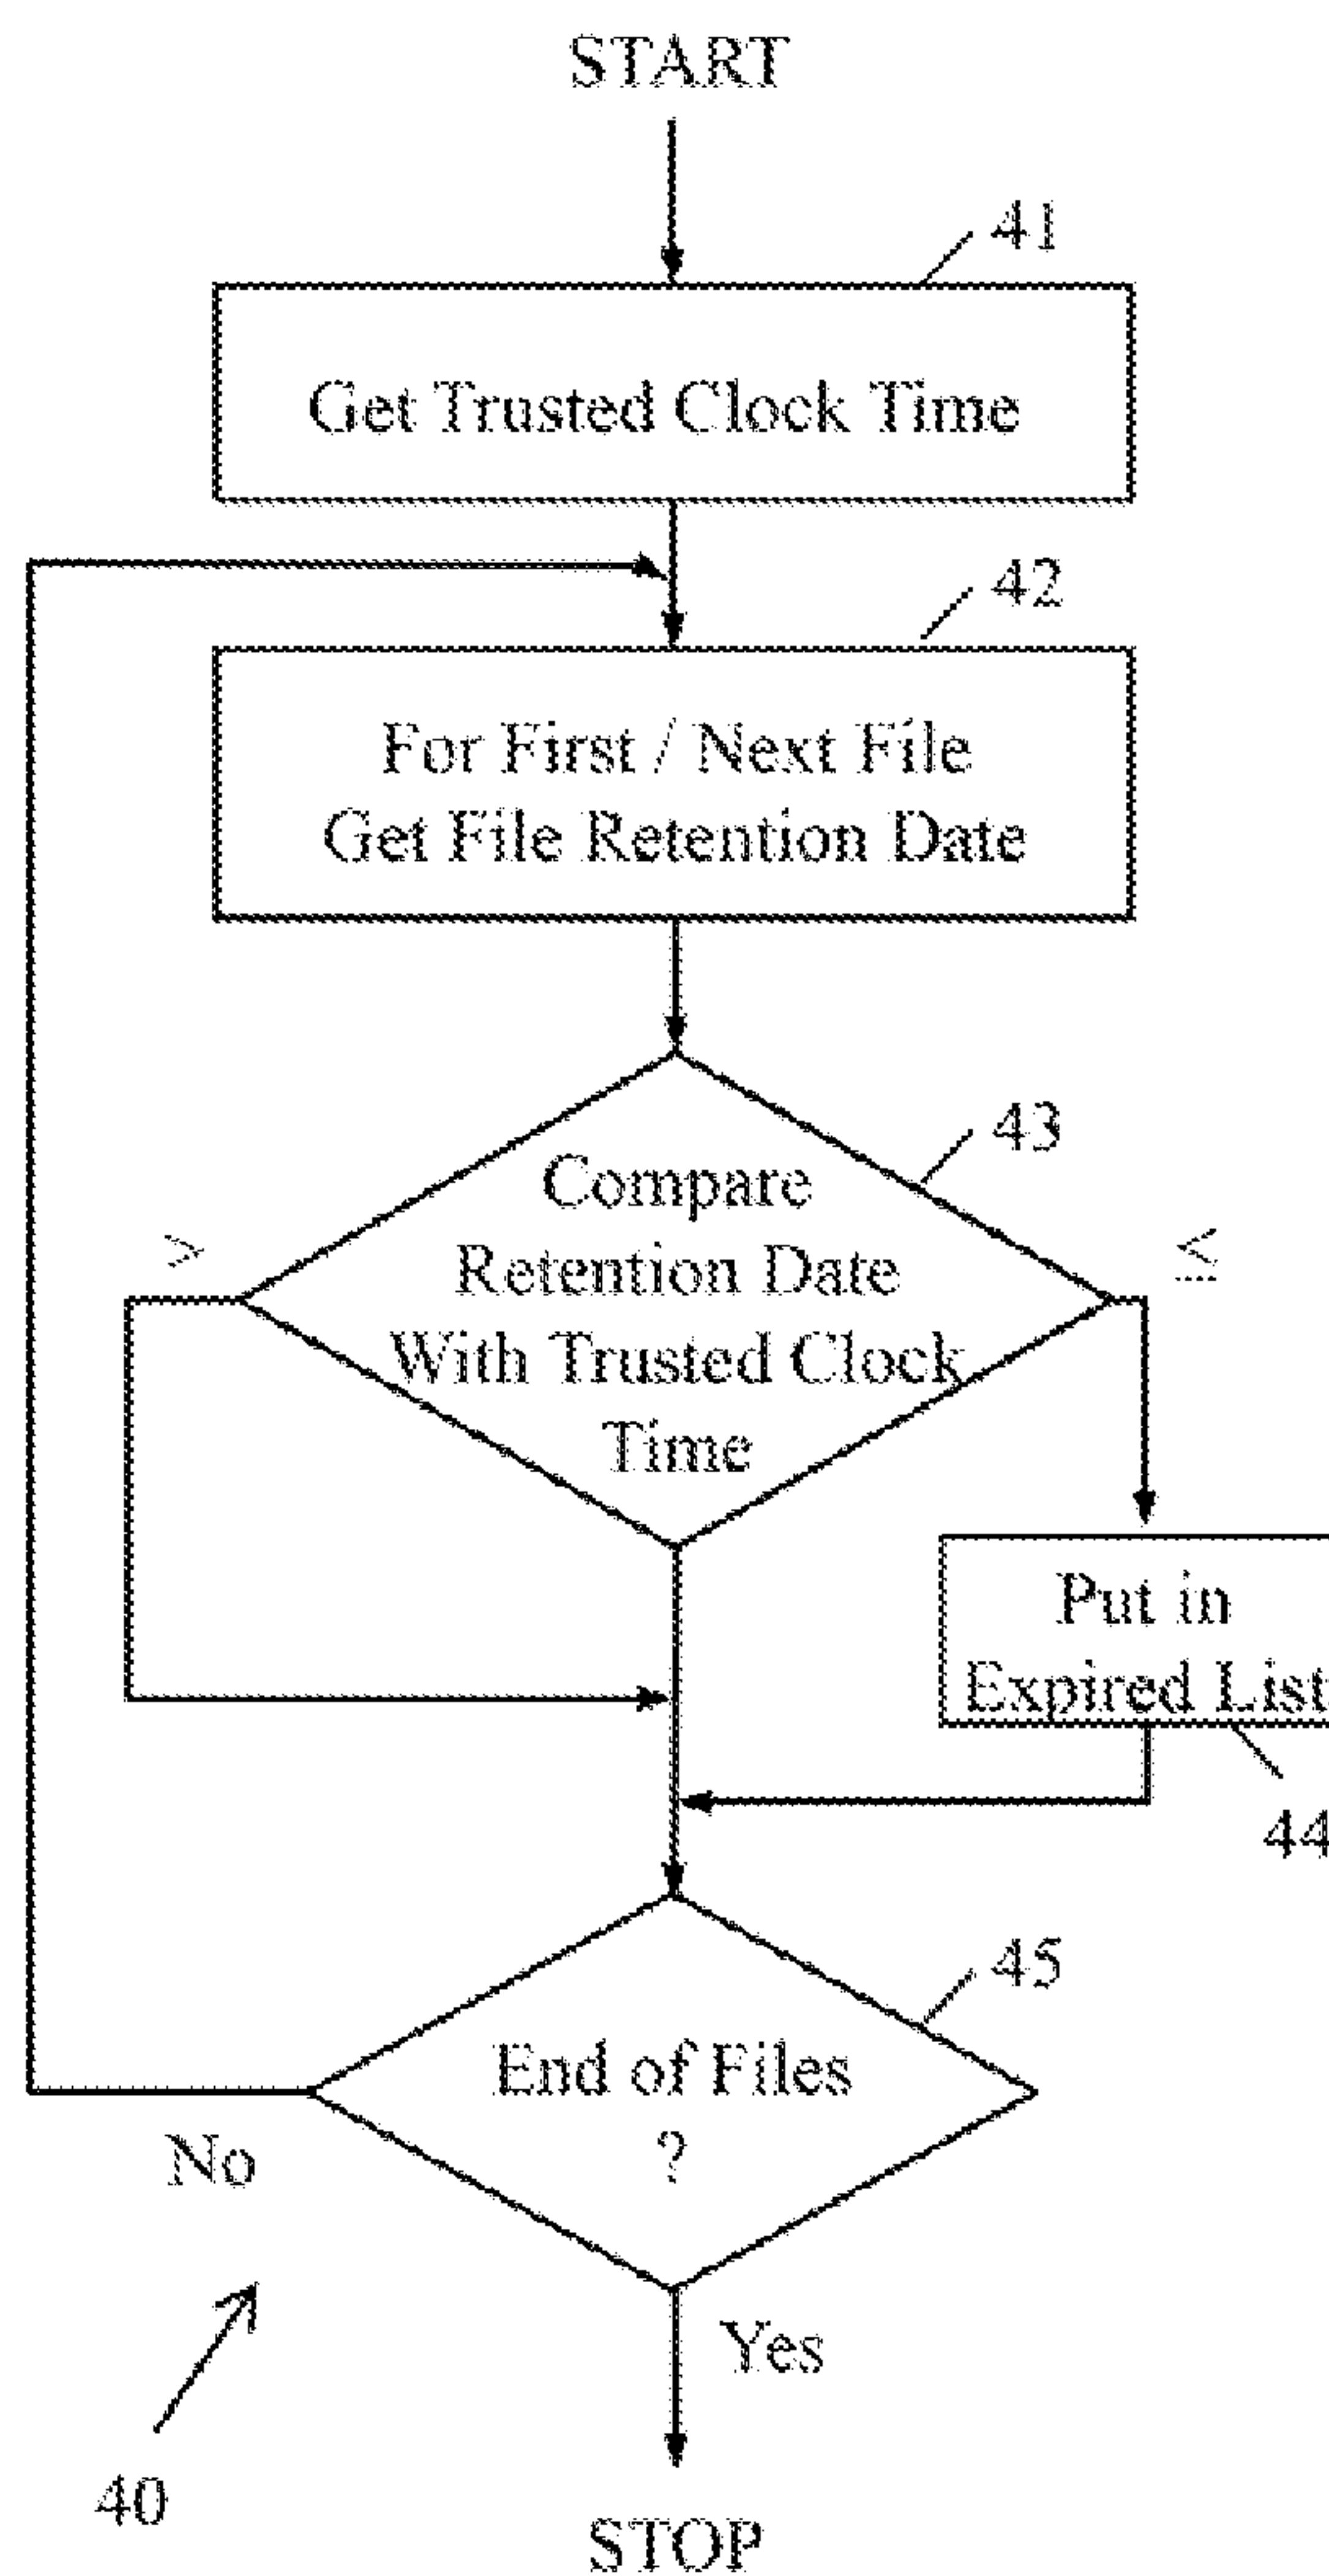 START
41
Get Trusted Clock Time
42
For First / Next File
Get File Retention Date
43
Compare
Retention Date
With Trusted Clock
Time
>
≤
Put in
Expired List
44
45
End of Files
?
No
Yes
40
STOP